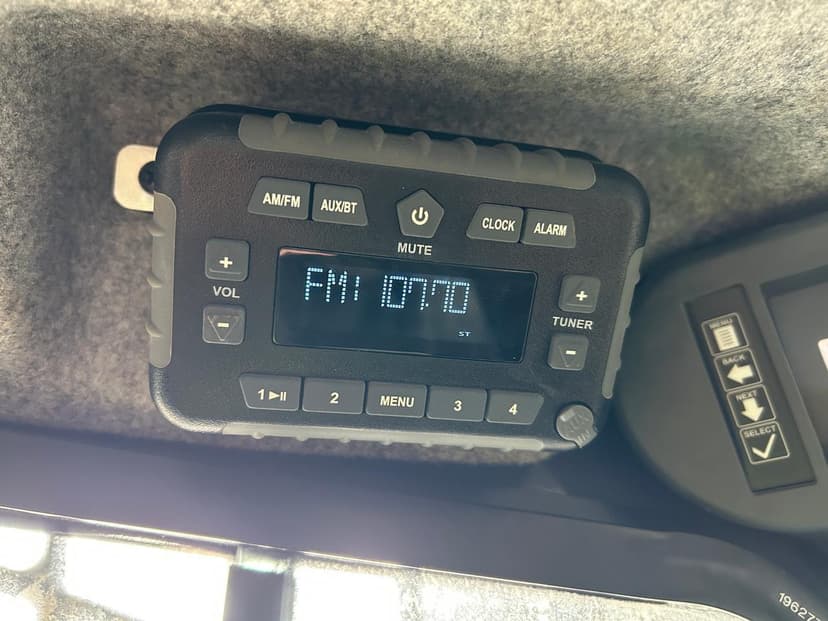 AM/FM
AUX/BT
CLOCK
ALARM
MUTE
+
VOL
-
FM1 107.70
ST
+
TUNER
-
1 ▶II
2
MENU
3
4
MENU
BACK
NEXT
SELECT